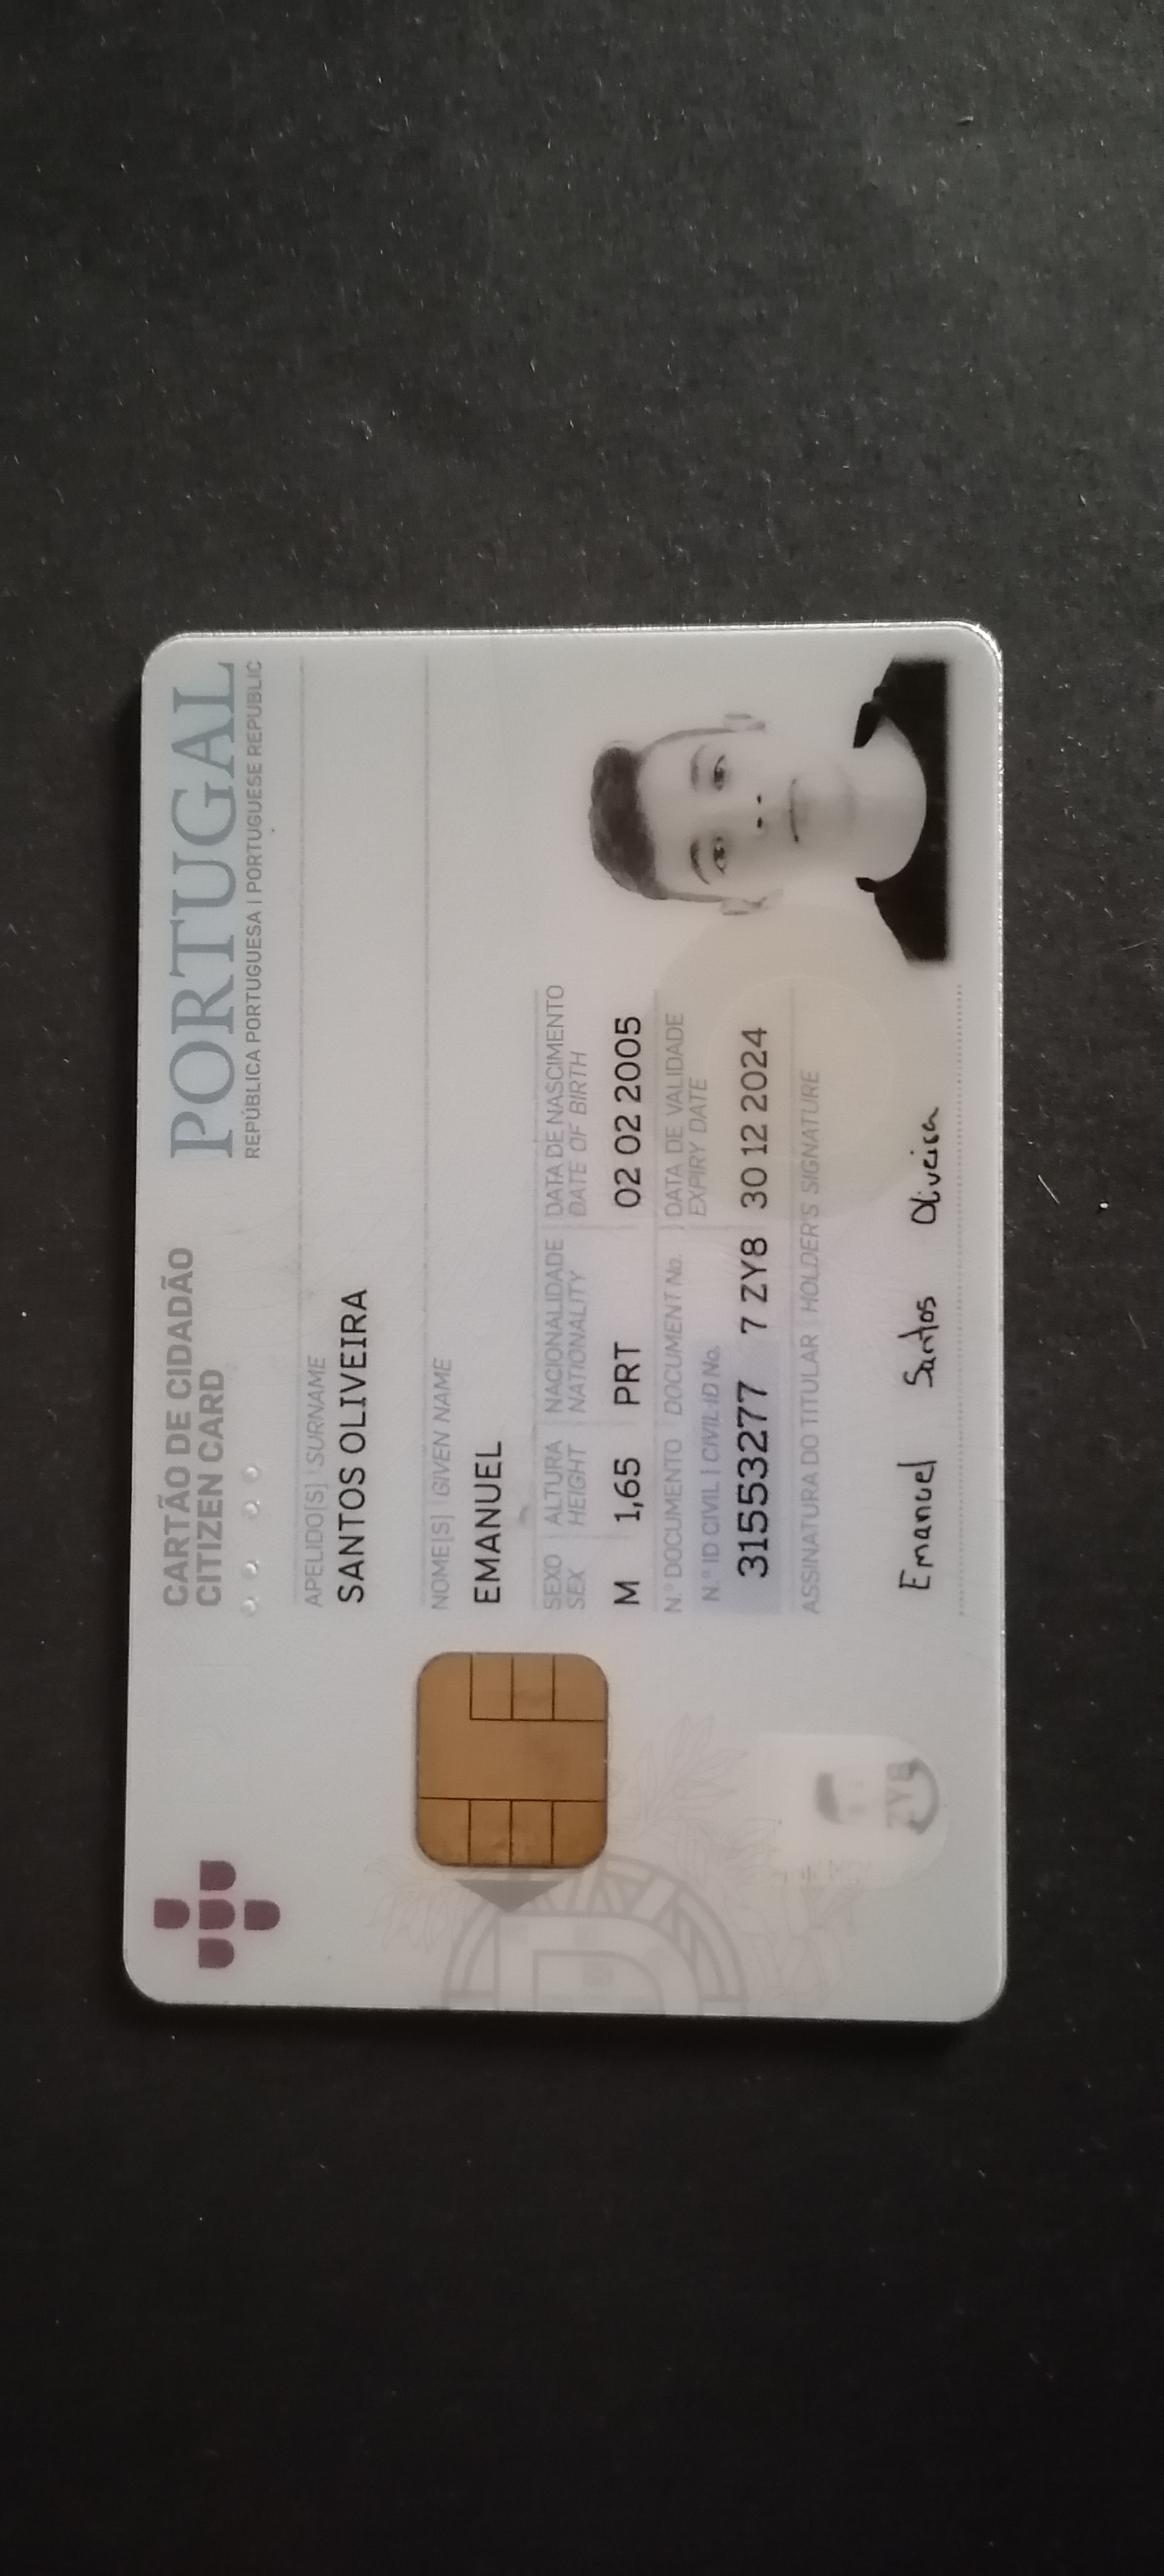 CARTÃO DE CIDADÃO
CITIZEN CARD
PORTUGAL
REPÚBLICA PORTUGUESA | PORTUGUESE REPUBLIC
APELIDO[S] | SURNAME
SANTOS OLIVEIRA
NOME[S] | GIVEN NAME
EMANUEL
SEXO | ALTURA | NACIONALIDADE | DATA DE NASCIMENTO
SEX | HEIGHT | NATIONALITY | DATE OF BIRTH
M 1,65 PRT 02 02 2005
N.º DOCUMENTO | DOCUMENT No. | DATA DE VALIDADE
N.º ID CIVIL | CIVIL ID No. EXPIRY DATE
31553277 7 ZY8 30 12 2024
ASSINATURA DO TITULAR | HOLDER'S SIGNATURE
Emanuel Santos Oliveira
ZY8